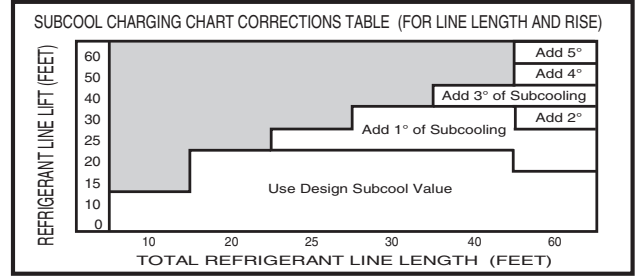 SUBCOOL CHARGING CHART CORRECTIONS TABLE (FOR LINE LENGTH AND RISE)
REFRIGERANT LINE LIFT (FEET)
60
50
40
30
25
20
15
10
0
Add 5°
Add 4°
Add 3° of Subcooling
Add 2°
Add 1° of Subcooling
Use Design Subcool Value
10 20 25 30 40 60
TOTAL REFRIGERANT LINE LENGTH (FEET)